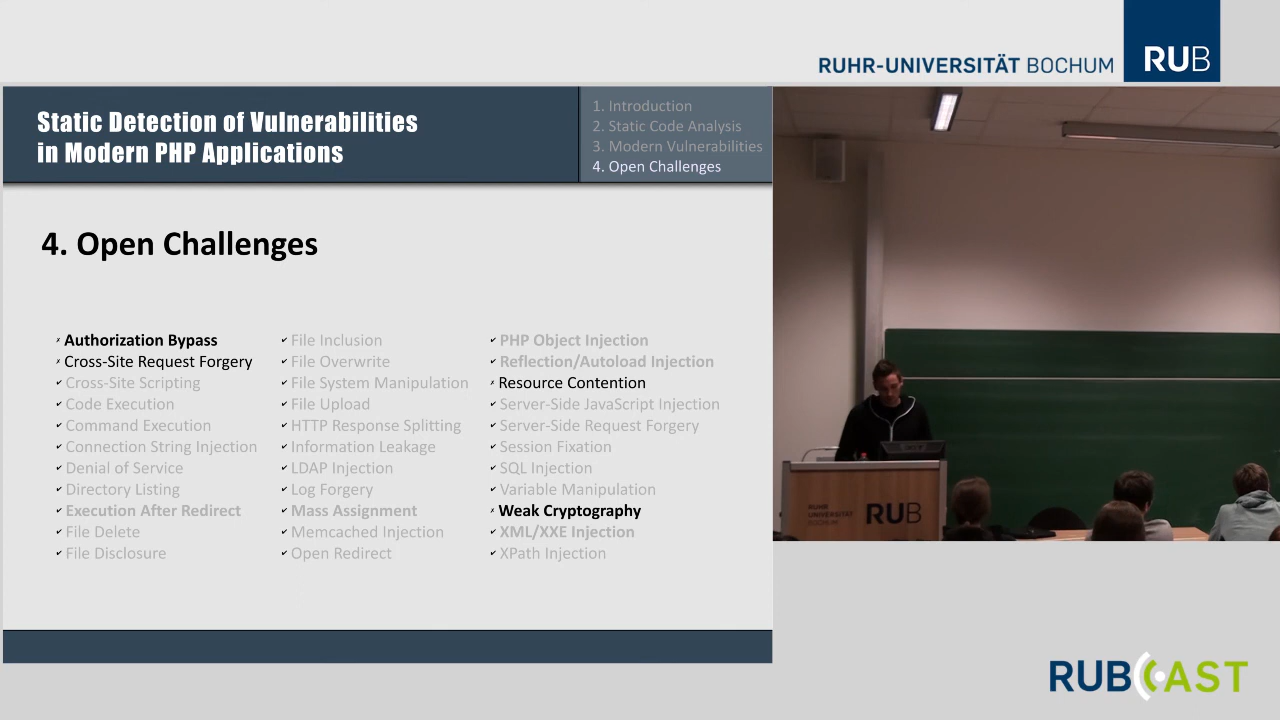 RUHR-UNIVERSITÄT BOCHUM
RUB
Static Detection of Vulnerabilities
in Modern PHP Applications
1. Introduction
2. Static Code Analysis
3. Modern Vulnerabilities
4. Open Challenges
4. Open Challenges
✗ Authorization Bypass
✗ Cross-Site Request Forgery
✔ Cross-Site Scripting
✔ Code Execution
✔ Command Execution
✔ Connection String Injection
✔ Denial of Service
✔ Directory Listing
✔ Execution After Redirect
✔ File Delete
✔ File Disclosure
✔ File Inclusion
✔ File Overwrite
✔ File System Manipulation
✔ File Upload
✔ HTTP Response Splitting
✔ Information Leakage
✔ LDAP Injection
✔ Log Forgery
✔ Mass Assignment
✔ Memcached Injection
✔ Open Redirect
✔ PHP Object Injection
✔ Reflection/Autoload Injection
✗ Resource Contention
✔ Server-Side JavaScript Injection
✔ Server-Side Request Forgery
✔ Session Fixation
✔ SQL Injection
✔ Variable Manipulation
✗ Weak Cryptography
✔ XML/XXE Injection
✔ XPath Injection
RUHR
UNIVERSITÄT
BOCHUM
RUB
RUBCAST